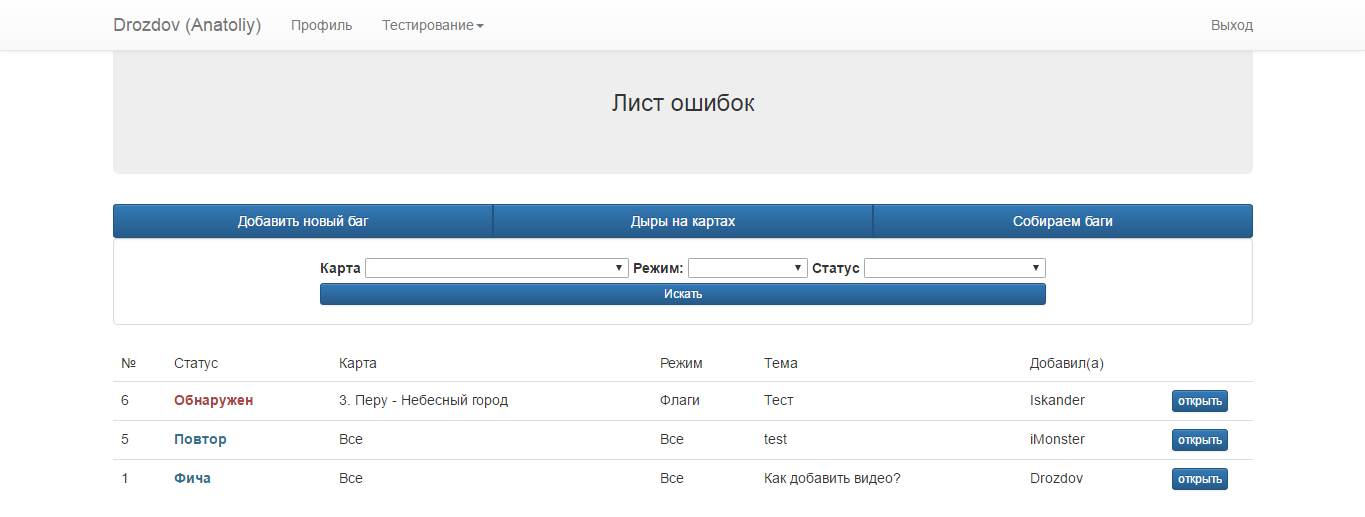 Drozdov (Anatoliy) Профиль Тестирование Выход
Лист ошибок
Добавить новый баг Дыры на картах Собираем баги
Карта Режим: Статус
Искать
№ Статус Карта Режим Тема Добавил(а)
6 Обнаружен 3. Перу - Небесный город Флаги Тест Iskander открыть
5 Повтор Все Все test iMonster открыть
1 Фича Все Все Как добавить видео? Drozdov открыть